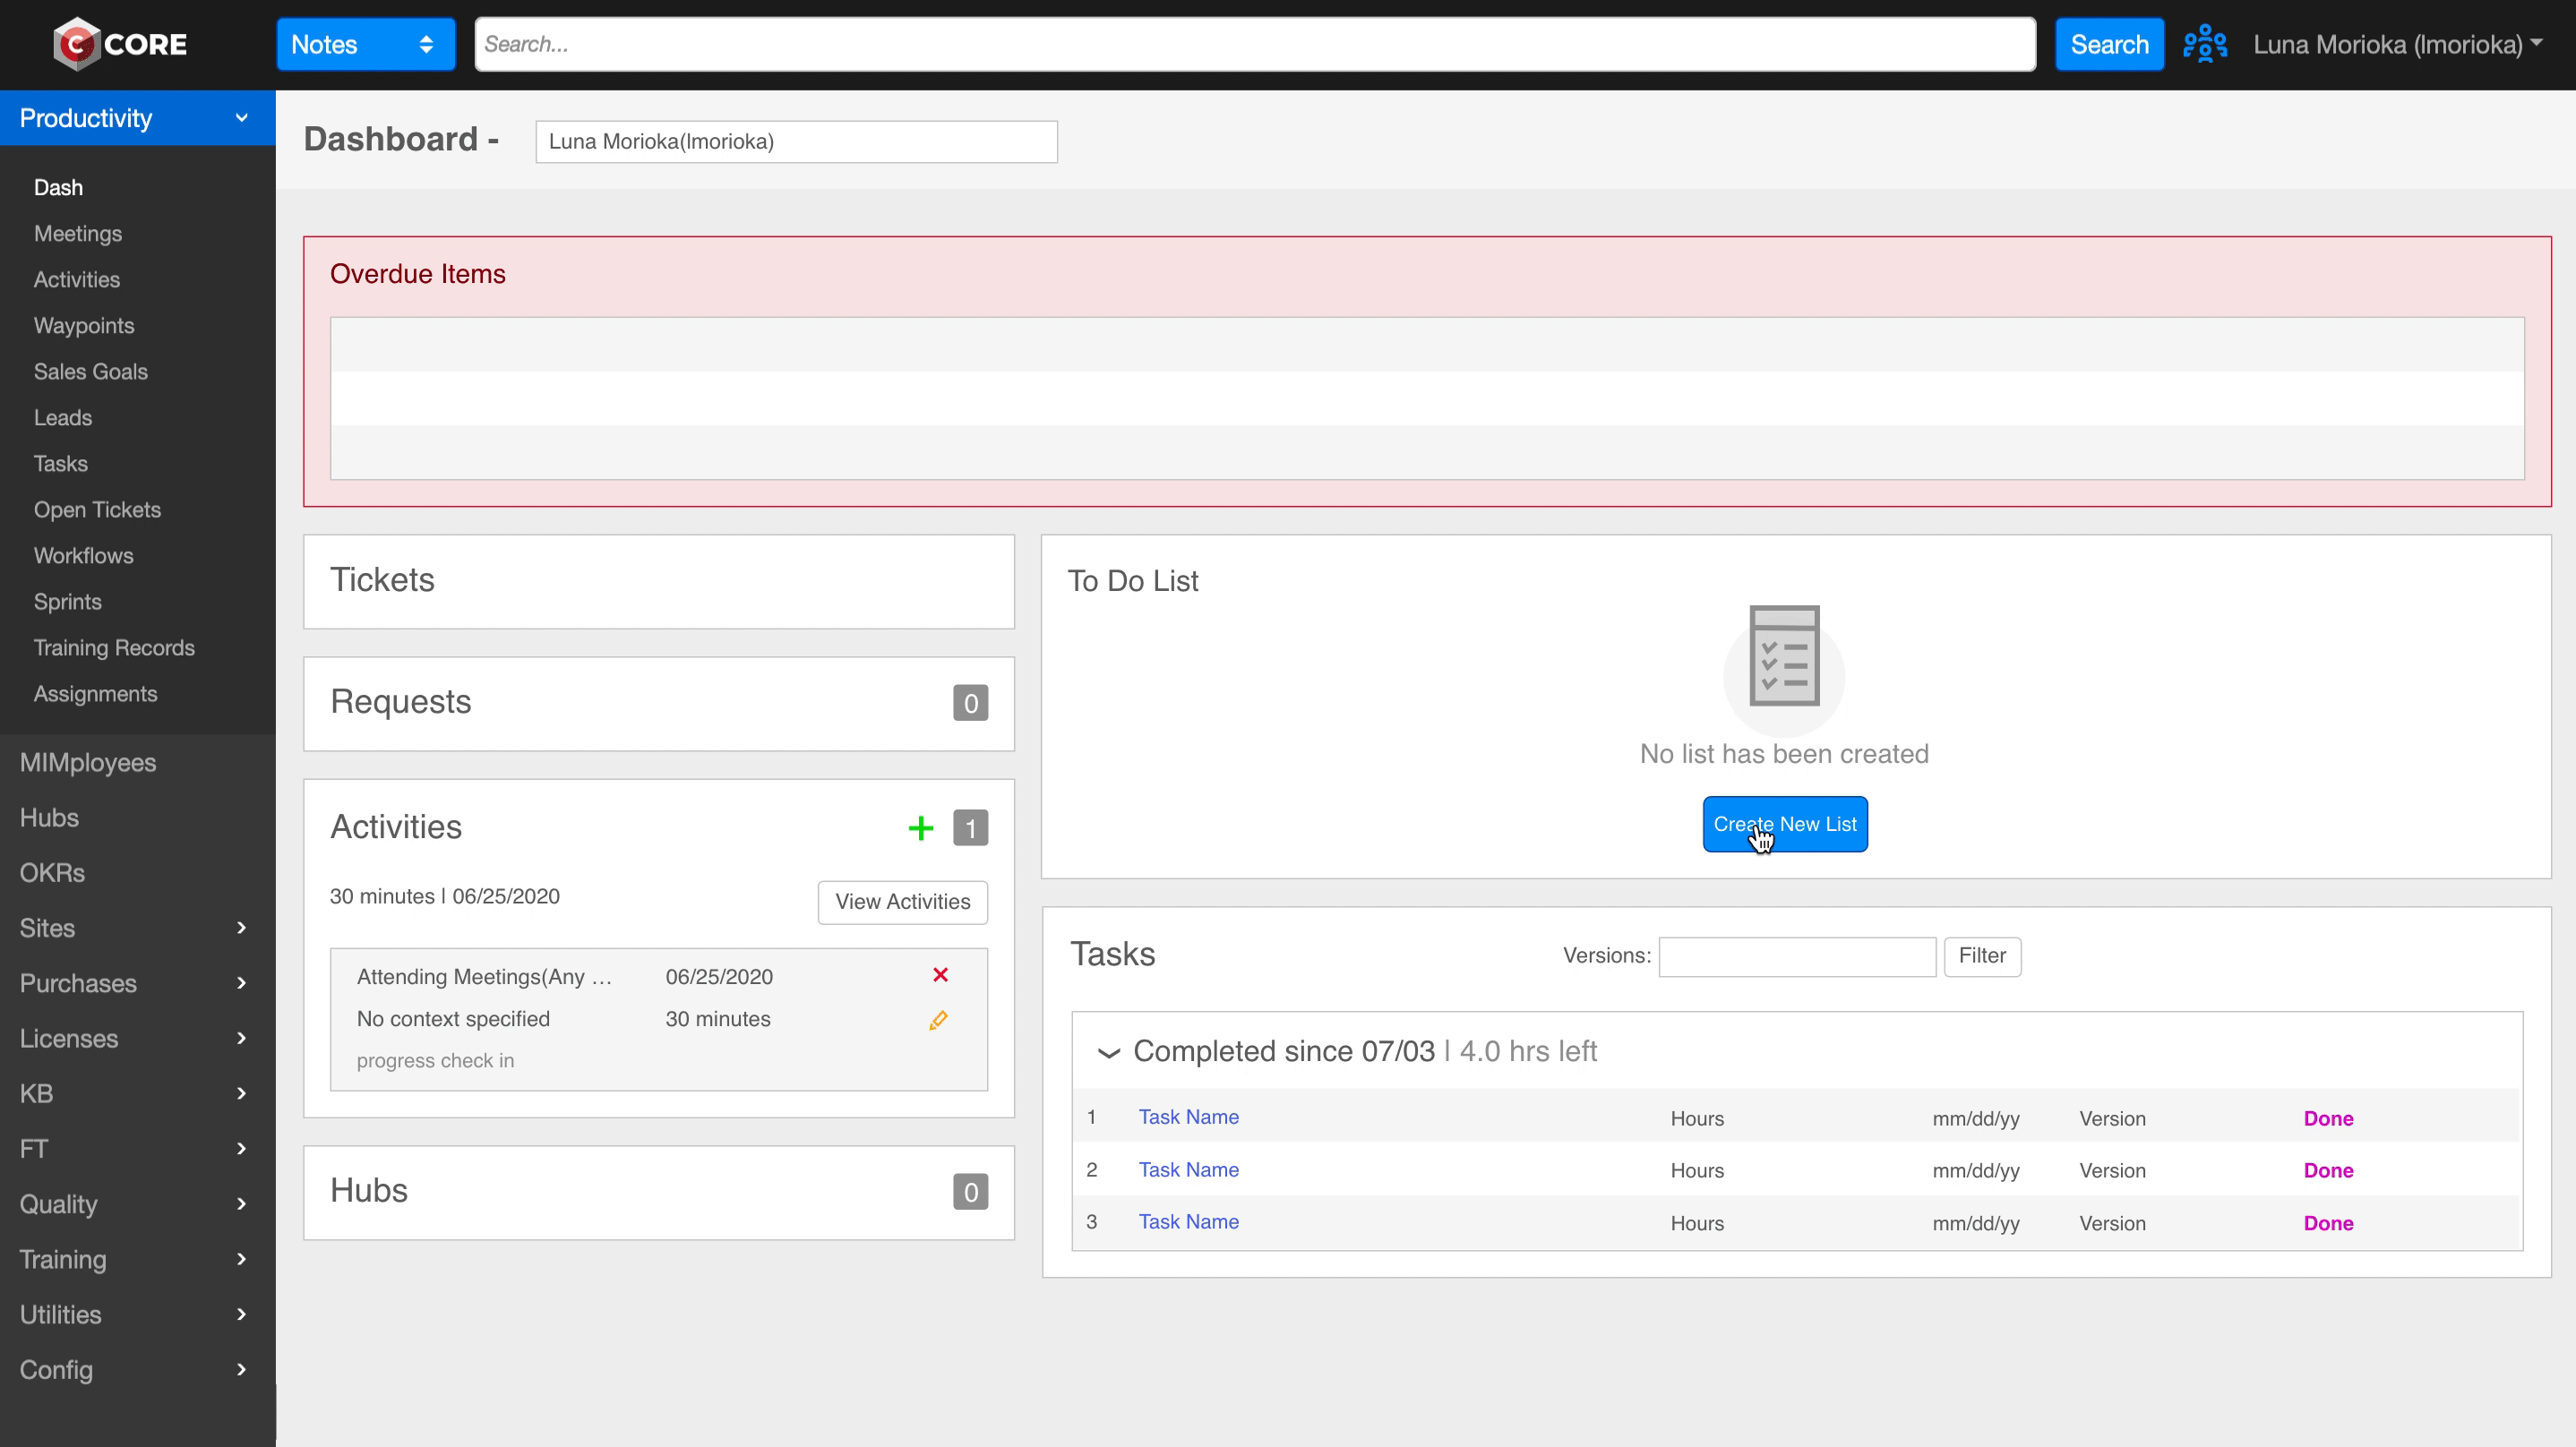 CORE
Notes
Search...
Search
Luna Morioka (lmorioka)
Productivity
Dash
Meetings
Activities
Waypoints
Sales Goals
Leads
Tasks
Open Tickets
Workflows
Sprints
Training Records
Assignments
MIMployees
Hubs
OKRs
Sites
Purchases
Licenses
KB
FT
Quality
Training
Utilities
Config
Dashboard -
Luna Morioka(lmorioka)
Overdue Items
Tickets
Requests 0
Activities 1
30 minutes | 06/25/2020
View Activities
Attending Meetings(Any ... 06/25/2020
No context specified 30 minutes
progress check in
Hubs 0
To Do List
No list has been created
Create New List
Tasks Versions: Filter
Completed since 07/03 | 4.0 hrs left
1 Task Name Hours mm/dd/yy Version Done
2 Task Name Hours mm/dd/yy Version Done
3 Task Name Hours mm/dd/yy Version Done